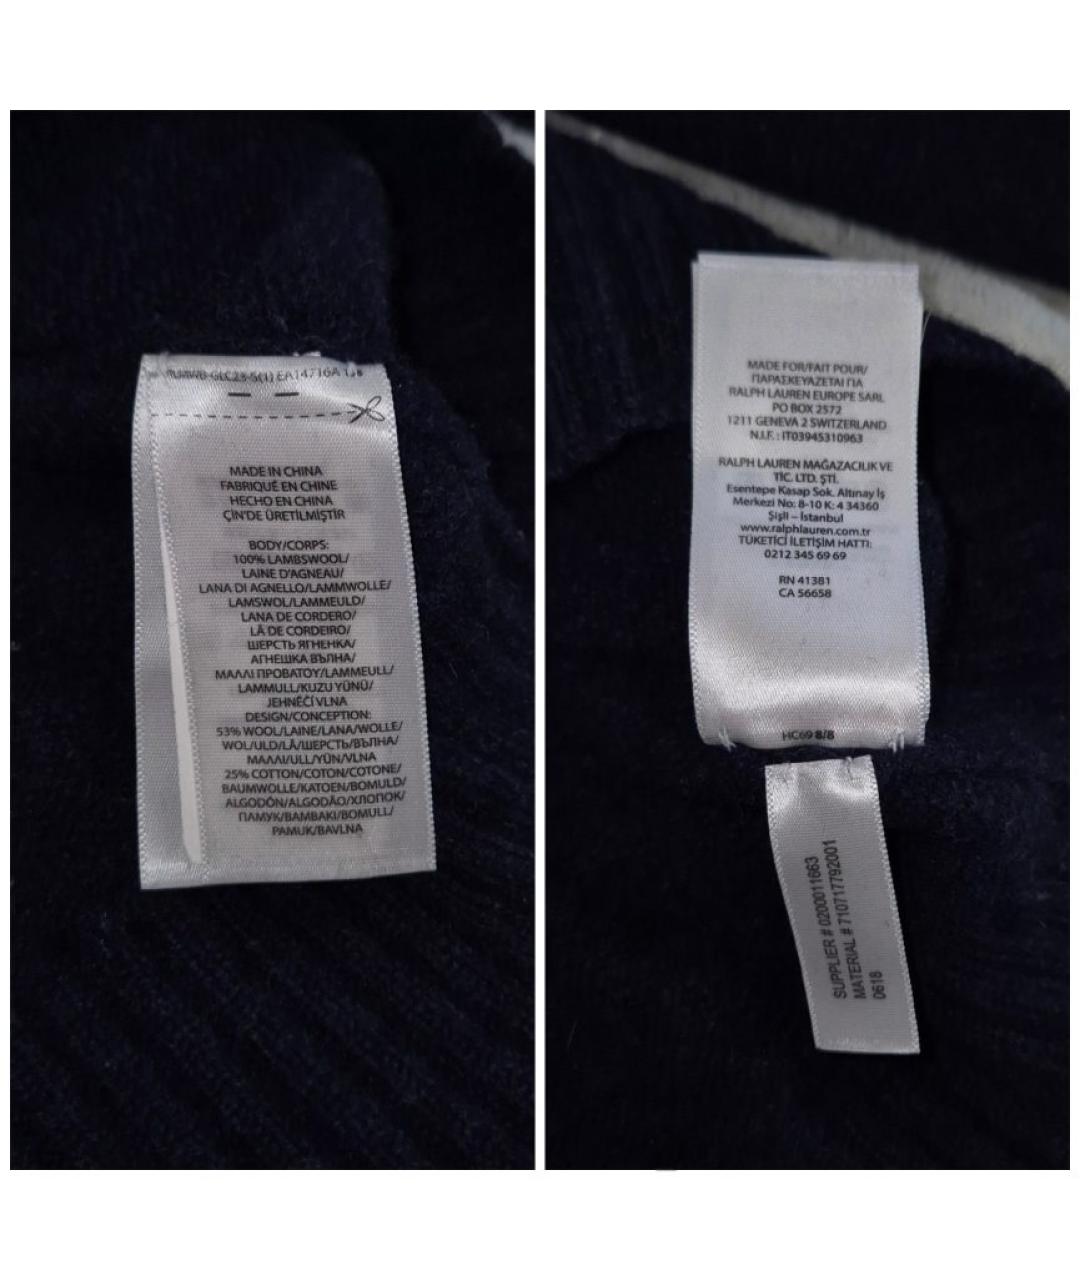 EA14716A
MADE IN CHINA
FABRIQUÉ EN CHINE
HECHO EN CHINA
ÇIN'DE ÜRETİLMİŞTİR
BODY/CORPS:
100% LAMBSWOOL/
LAINE D'AGNEAU/
LANA DI AGNELLO/LAMMWOLLE/
LAMSWOL/LAMMEULD/
LANA DE CORDERO/
LÃ DE CORDEIRO/
ШЕРСТЬ ЯГНЕНКА/
АГНЕШКА ВЪЛНА/
ΜΑΛΛΙ ΠΡΟΒΑΤΟΥ/LAMMEULL/
LAMMULL/KUZU YÜNÜ/
JEHNĚČÍ VLNA
DESIGN/CONCEPTION:
53% WOOL/LAINE/LANA/WOLLE/
WOL/ULD/LÃ/ШЕРСТЬ/ВЪЛНА/
ΜΑΛΛΙ/ULL/YÜN/VLNA
25% COTTON/COTON/COTONE/
BAUMWOLLE/KATOEN/BOMULD/
ALGODÓN/ALGODÃO/ХЛОПОК/
ПАМУК/ΒΑΜΒΑΚΙ/BOMULL/
PAMUK/BAVLNA
MADE FOR/FAIT POUR/
ΠΑΡΑΣΚΕΥΑΖΕΤΑΙ ΓΙΑ
RALPH LAUREN EUROPE SARL
PO BOX 2572
1211 GENEVA 2 SWITZERLAND
N.I.F. : IT03945310963
RALPH LAUREN MAĞAZACILIK VE
TİC. LTD. ŞTİ.
Esentepe Kasap Sok. Altınay İş
Merkezi No: 8-10 K: 4 34360
Şişli – İstanbul
www.ralphlauren.com.tr
TÜKETİCİ İLETİŞİM HATTI:
0212 345 69 69
RN 41381
CA 56658
HC69 8/8
SUPPLIER # 0200011663
MATERIAL # 710717792001
0618